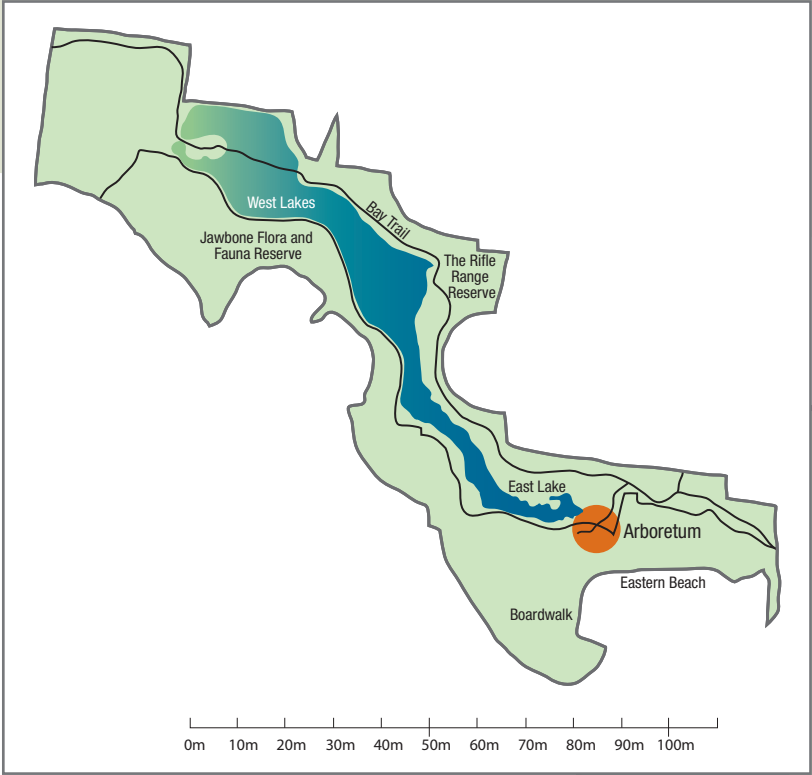 West Lakes
Bay Trail
Jawbone Flora and
Fauna Reserve
The Rifle
Range
Reserve
East Lake
Arboretum
Eastern Beach
Boardwalk
0m 10m 20m 30m 40m 50m 60m 70m 80m 90m 100m